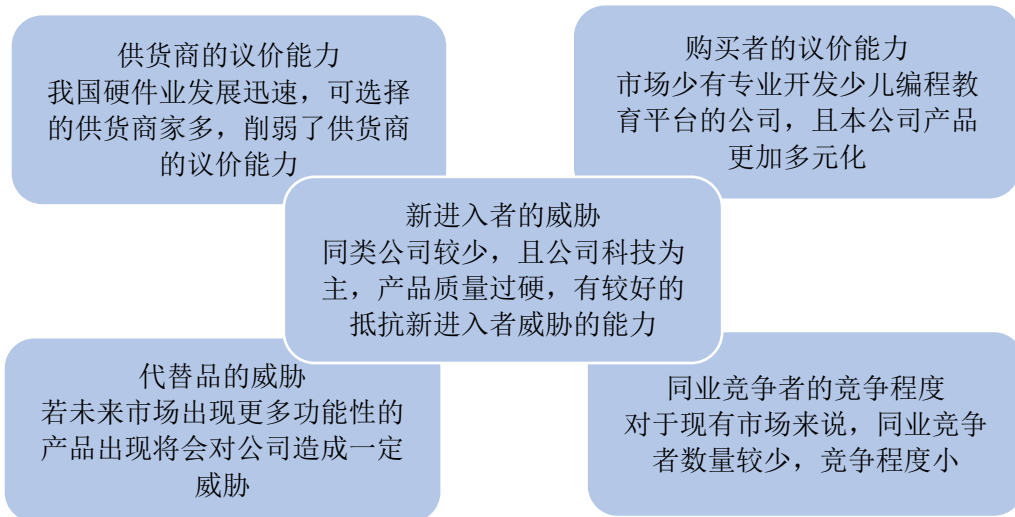 供货商的议价能力
我国硬件业发展迅速，可选择
的供货商家多，削弱了供货商
的议价能力
购买者的议价能力
市场少有专业开发少儿编程教
育平台的公司，且本公司产品
更加多元化
新进入者的威胁
同类公司较少，且公司科技为
主，产品质量过硬，有较好的
抵抗新进入者威胁的能力
代替品的威胁
若未来市场出现更多功能性的
产品出现将会对公司造成一定
威胁
同业竞争者的竞争程度
对于现有市场来说，同业竞争
者数量较少，竞争程度小